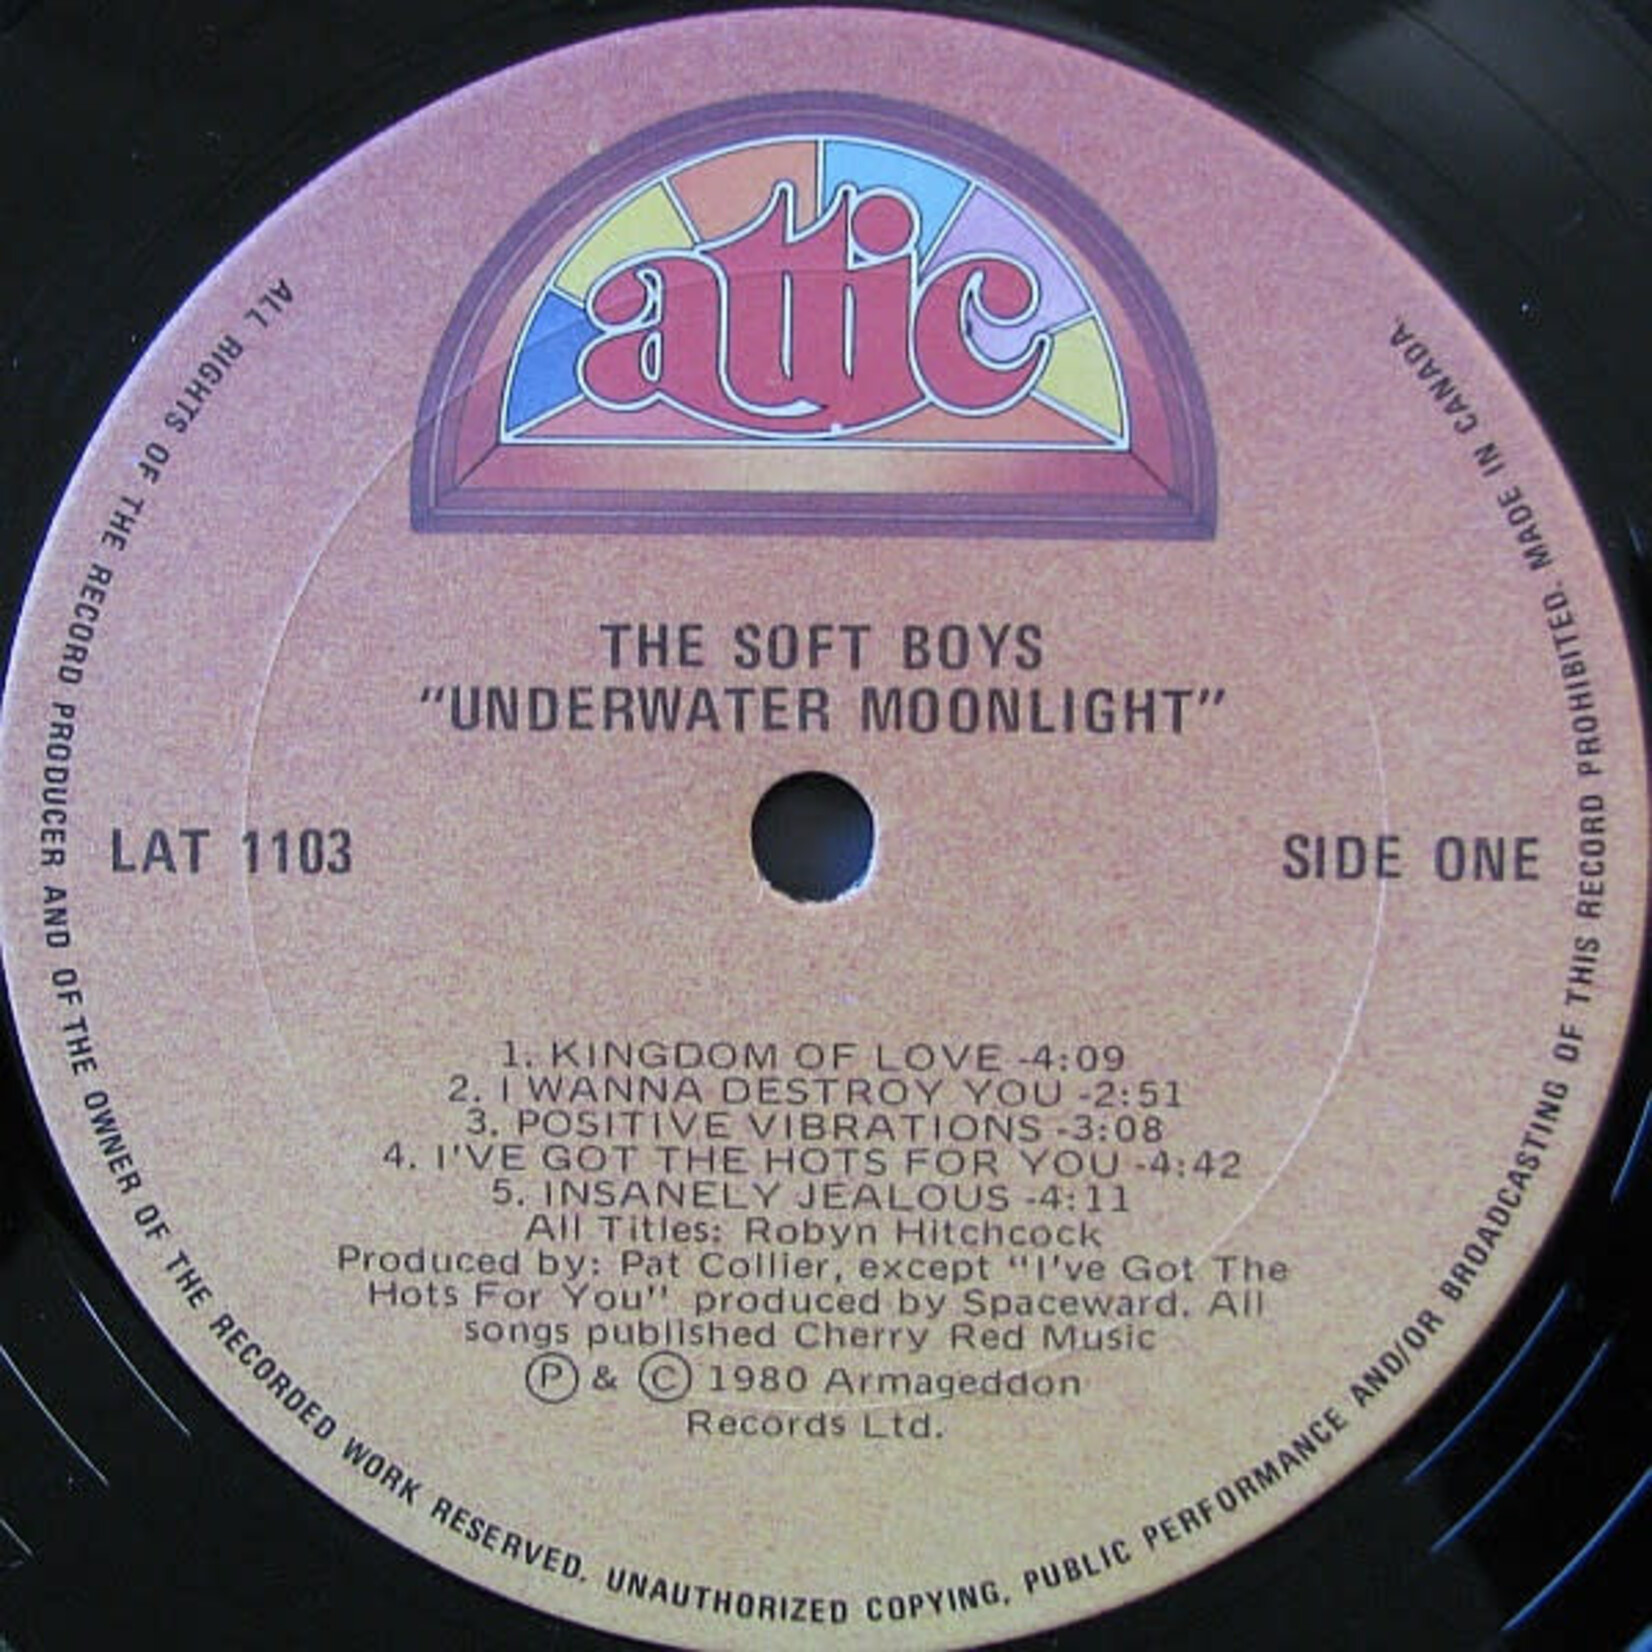 attic
THE SOFT BOYS
"UNDERWATER MOONLIGHT"
LAT 1103
SIDE ONE
1. KINGDOM OF LOVE -4:09
2. I WANNA DESTROY YOU -2:51
3. POSITIVE VIBRATIONS -3:08
4. I'VE GOT THE HOTS FOR YOU -4:42
5. INSANELY JEALOUS -4:11
All Titles: Robyn Hitchcock
Produced by: Pat Collier, except "I've Got The
Hots For You" produced by Spaceward. All
songs published Cherry Red Music
Ⓟ & © 1980 Armageddon
Records Ltd.
ALL RIGHTS OF THE RECORD PRODUCER AND OF THE OWNER OF THE RECORDED WORK RESERVED. UNAUTHORIZED COPYING, PUBLIC PERFORMANCE AND/OR BROADCASTING OF THIS RECORD PROHIBITED. MADE IN CANADA.